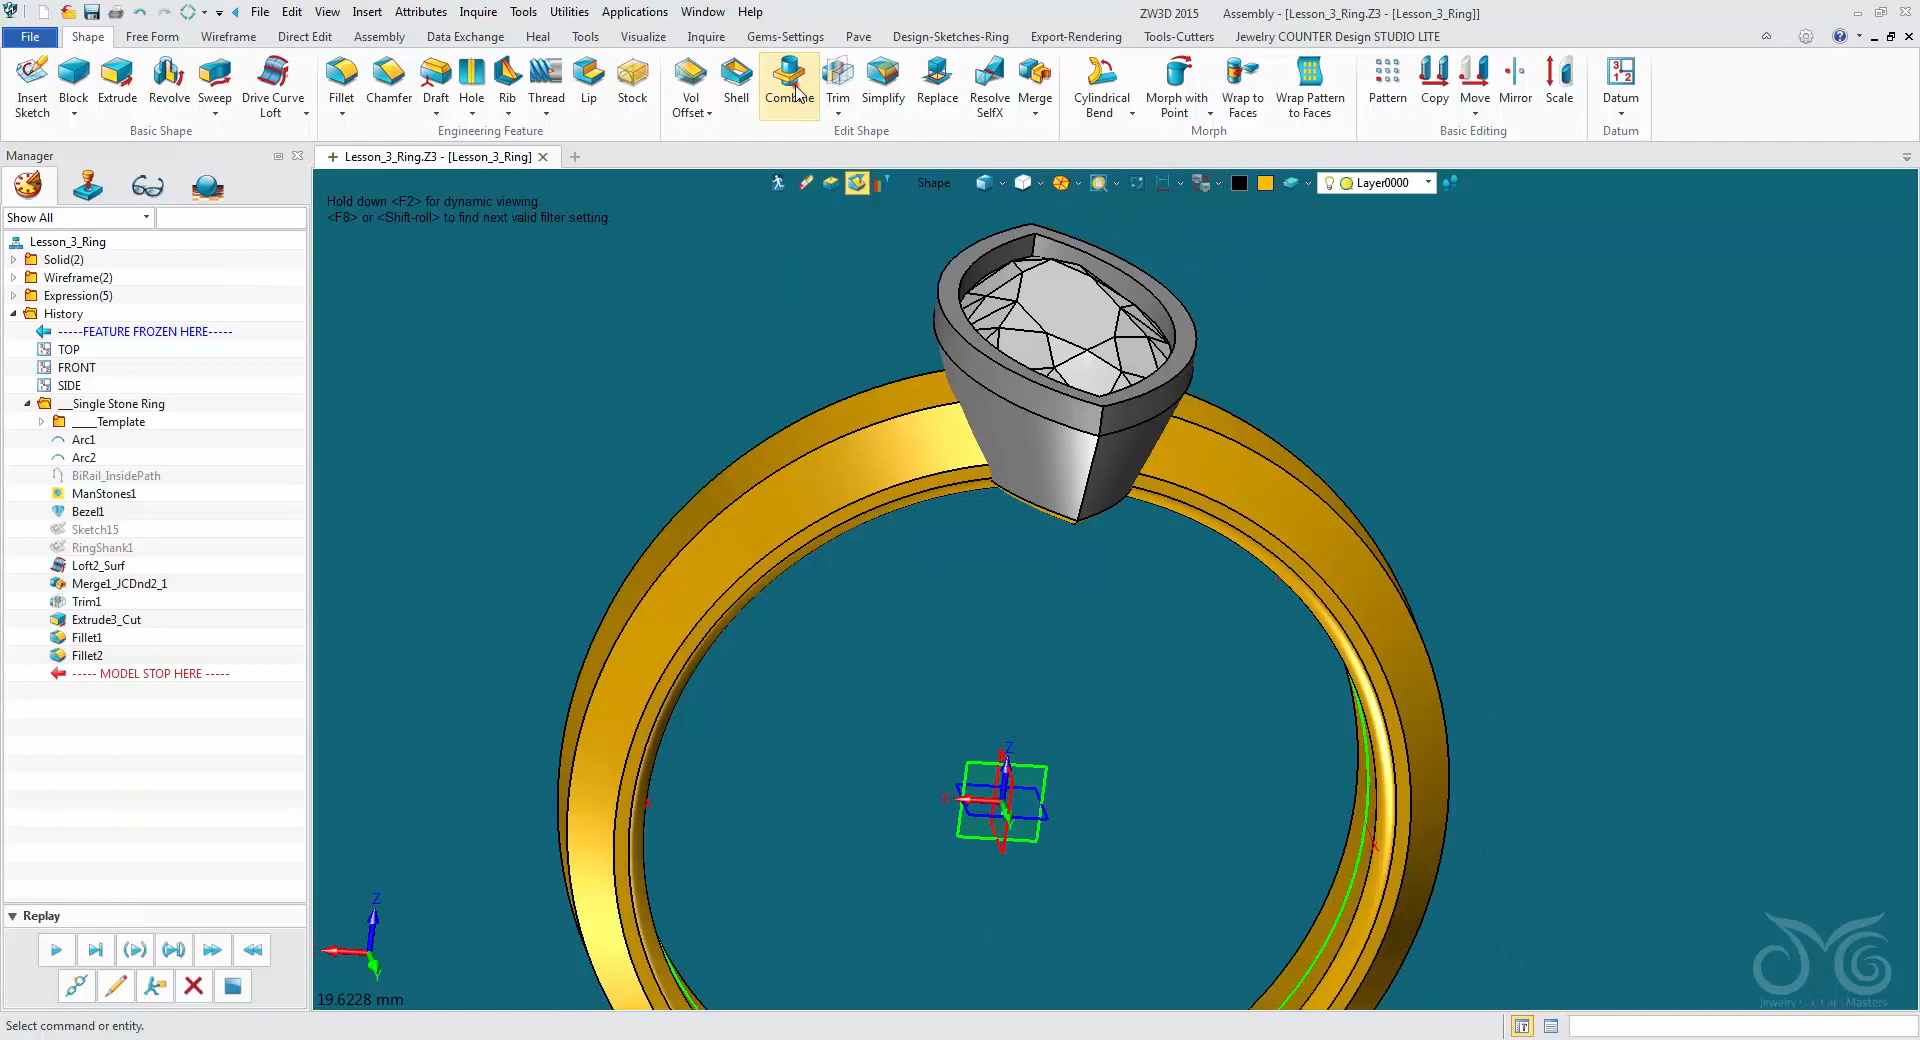 File Edit View Insert Attributes Inquire Tools Utilities Applications Window Help ZW3D 2015 Assembly - [Lesson_3_Ring.Z3 - [Lesson_3_Ring]]
File Shape Free Form Wireframe Direct Edit Assembly Data Exchange Heal Tools Visualize Inquire Gems-Settings Pave Design-Sketches-Ring Export-Rendering Tools-Cutters Jewelry COUNTER Design STUDIO LITE
Insert Sketch Block Extrude Revolve Sweep Drive Curve Loft Fillet Chamfer Draft Hole Rib Thread Lip Stock Vol Offset Shell Combine Trim Simplify Replace Resolve SelfX Merge Cylindrical Bend Morph with Point Wrap to Faces Wrap Pattern to Faces Pattern Copy Move Mirror Scale Datum
Basic Shape Engineering Feature Edit Shape Morph Basic Editing Datum
Manager
Lesson_3_Ring.Z3 - [Lesson_3_Ring]
Shape Layer0000
Hold down <F2> for dynamic viewing
<F8> or <Shift-roll> to find next valid filter setting.
Show All
Lesson_3_Ring
Solid(2)
Wireframe(2)
Expression(5)
History
-----FEATURE FROZEN HERE-----
TOP
FRONT
SIDE
__Single Stone Ring
____Template
Arc1
Arc2
BiRail_InsidePath
ManStones1
Bezel1
Sketch15
RingShank1
Loft2_Surf
Merge1_JCDnd2_1
Trim1
Extrude3_Cut
Fillet1
Fillet2
----- MODEL STOP HERE -----
Z
X
X
X
Replay
Z
19.6228 mm
Jewelry Masters
Select command or entity.